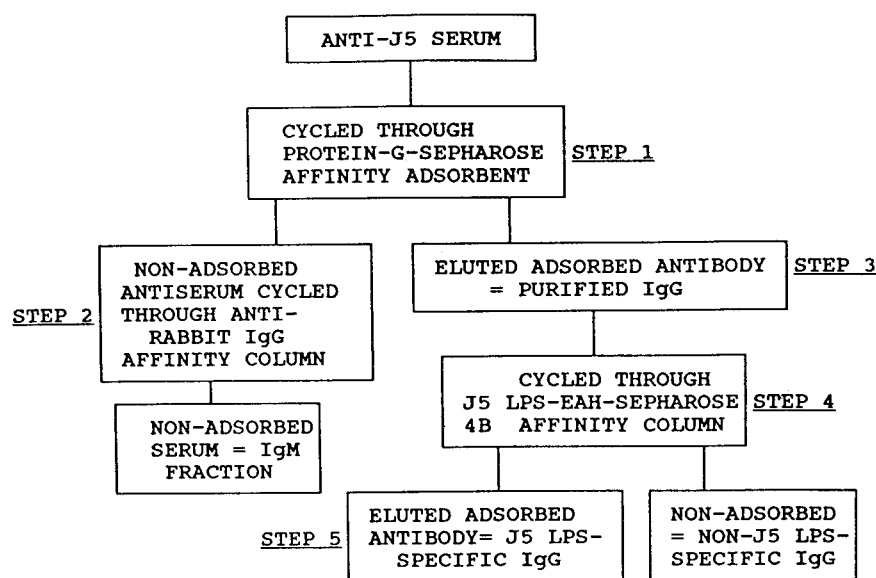 ANTI-J5 SERUM
CYCLED THROUGH
PROTEIN-G-SEPHAROSE
AFFINITY ADSORBENT
STEP 1
NON-ADSORBED
ANTISERUM CYCLED
THROUGH ANTI-
RABBIT IgG
AFFINITY COLUMN
STEP 2
ELUTED ADSORBED ANTIBODY
= PURIFIED IgG
STEP 3
CYCLED THROUGH
J5 LPS-EAH-SEPHAROSE
4B AFFINITY COLUMN
STEP 4
NON-ADSORBED
SERUM = IgM
FRACTION
STEP 5
ELUTED ADSORBED
ANTIBODY= J5 LPS-
SPECIFIC IgG
NON-ADSORBED
= NON-J5 LPS-
SPECIFIC IgG